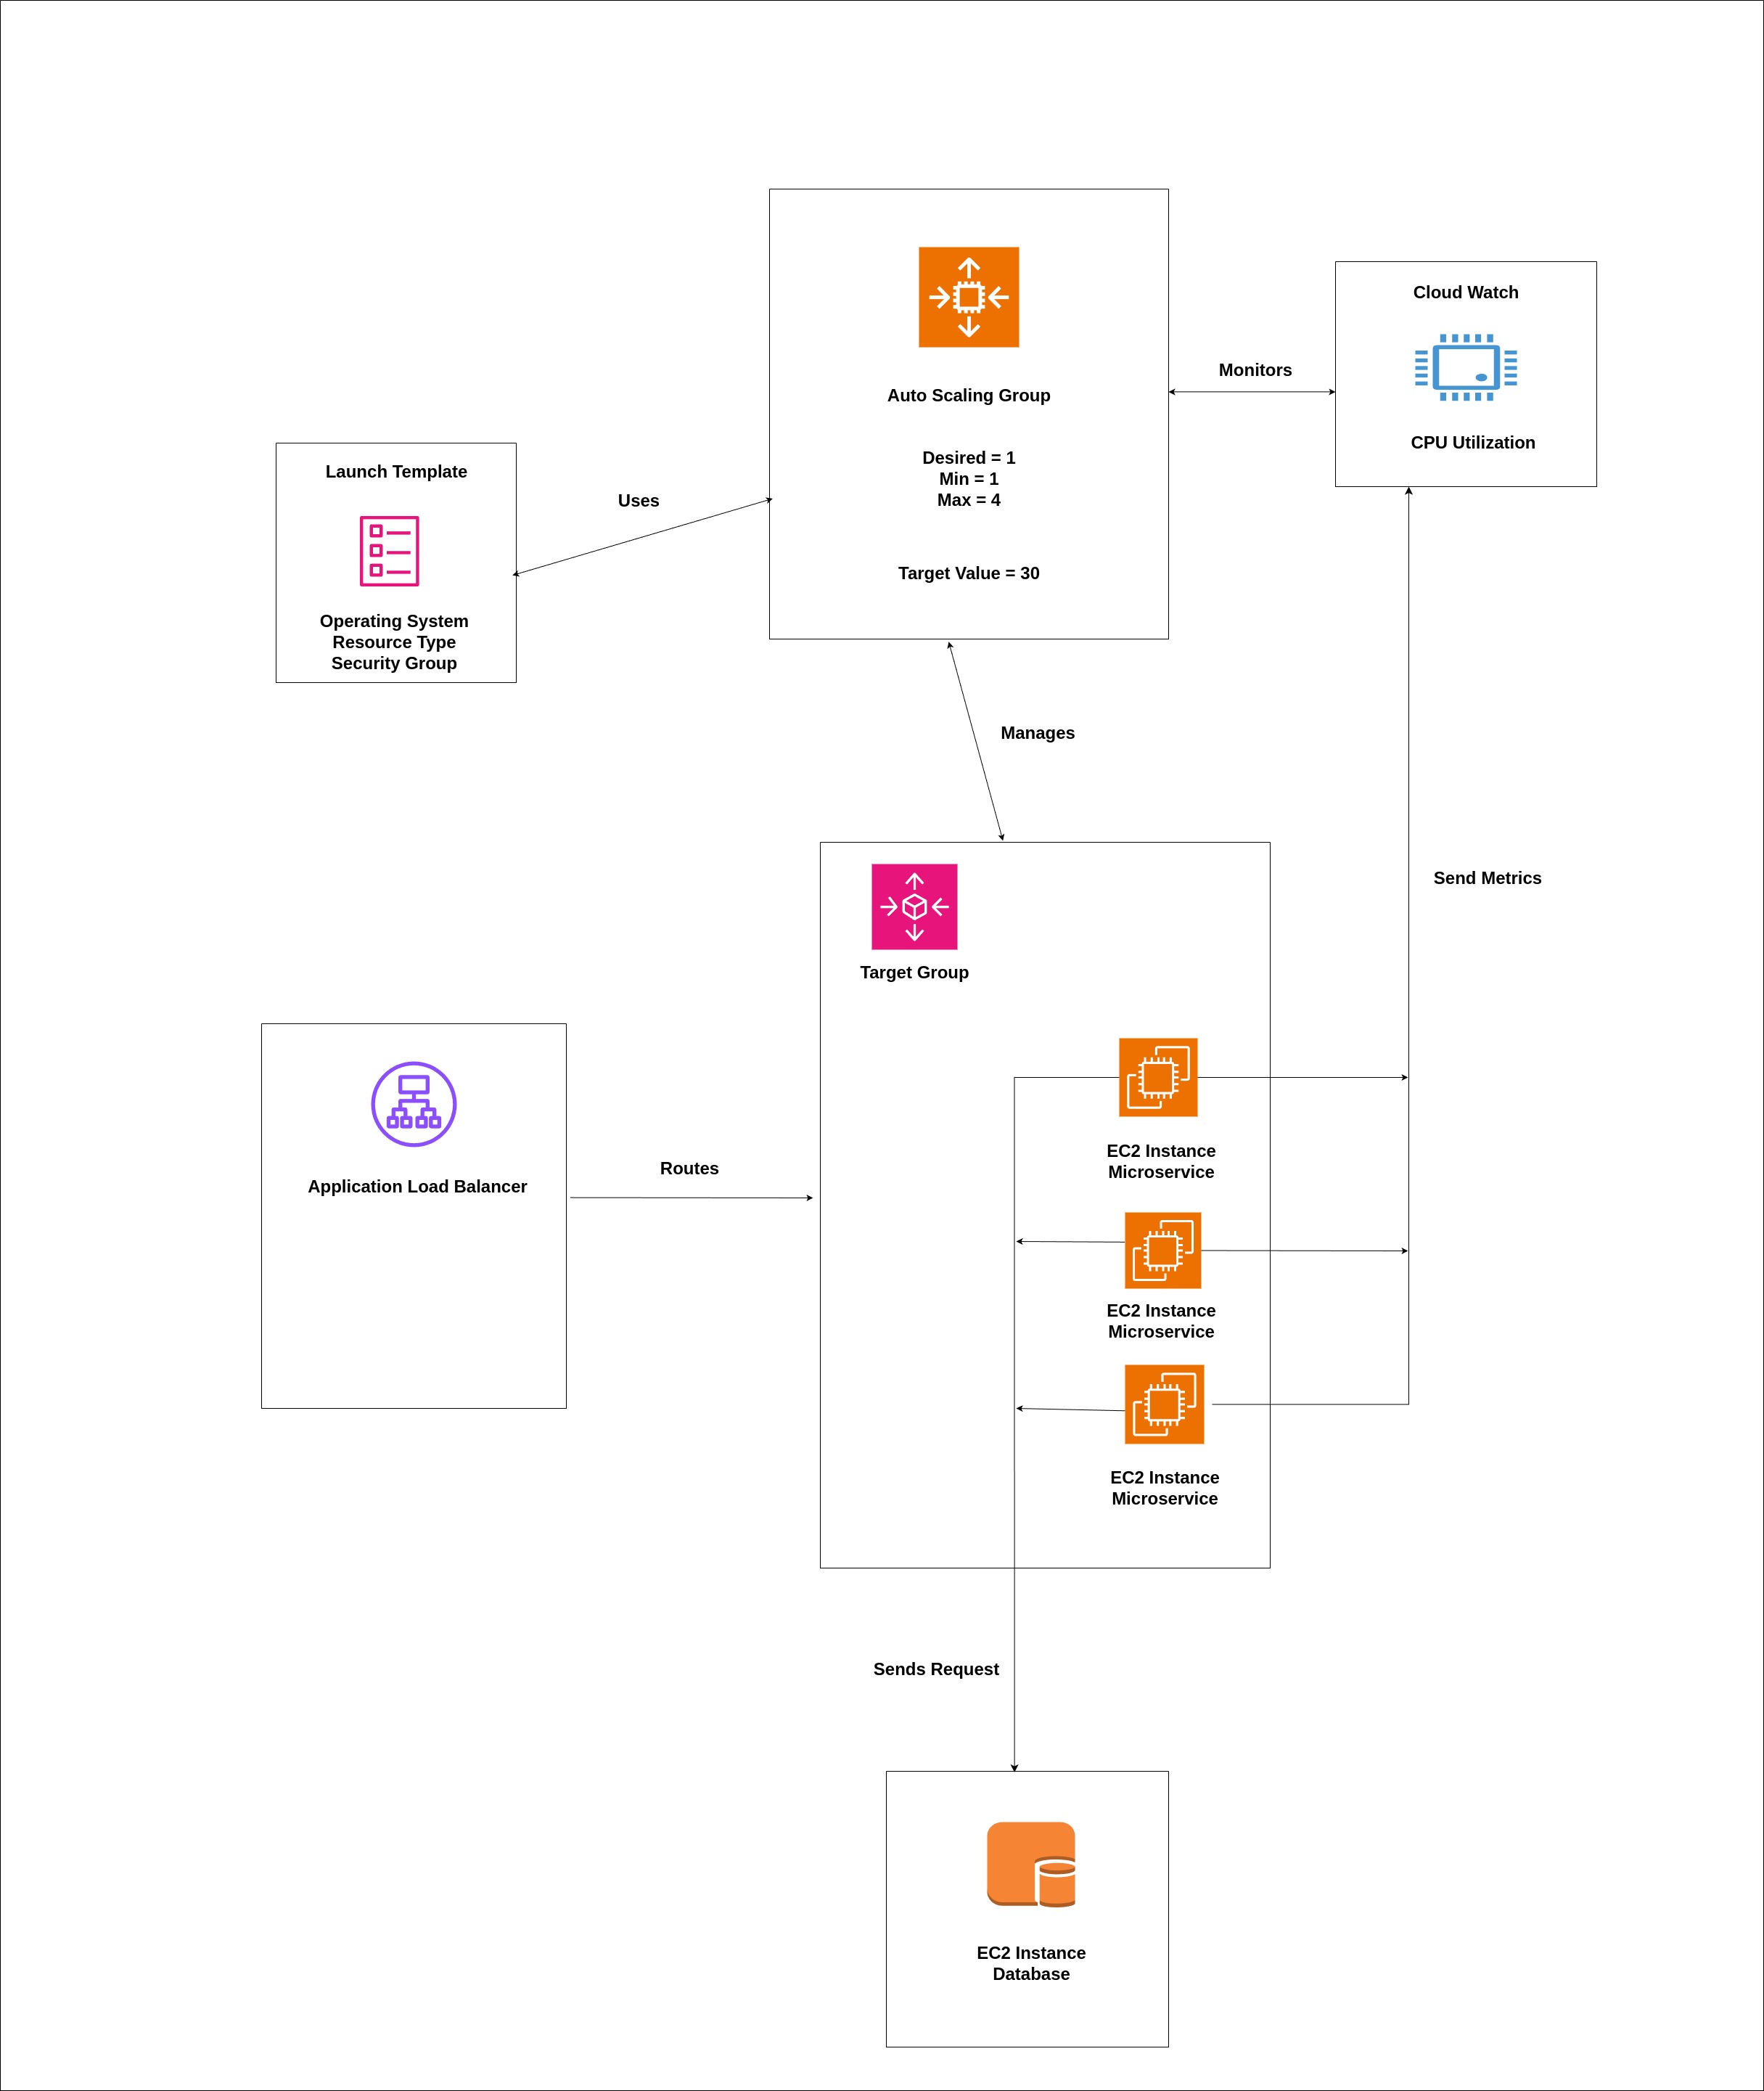 Cloud Watch
CPU Utilization
Monitors
Auto Scaling Group
Desired = 1
Min = 1
Max = 4
Target Value = 30
Launch Template
Operating System
Resource Type
Security Group
Uses
Manages
Send Metrics
Target Group
Application Load Balancer
Routes
EC2 Instance
Microservice
EC2 Instance
Microservice
EC2 Instance
Microservice
Sends Request
EC2 Instance
Database